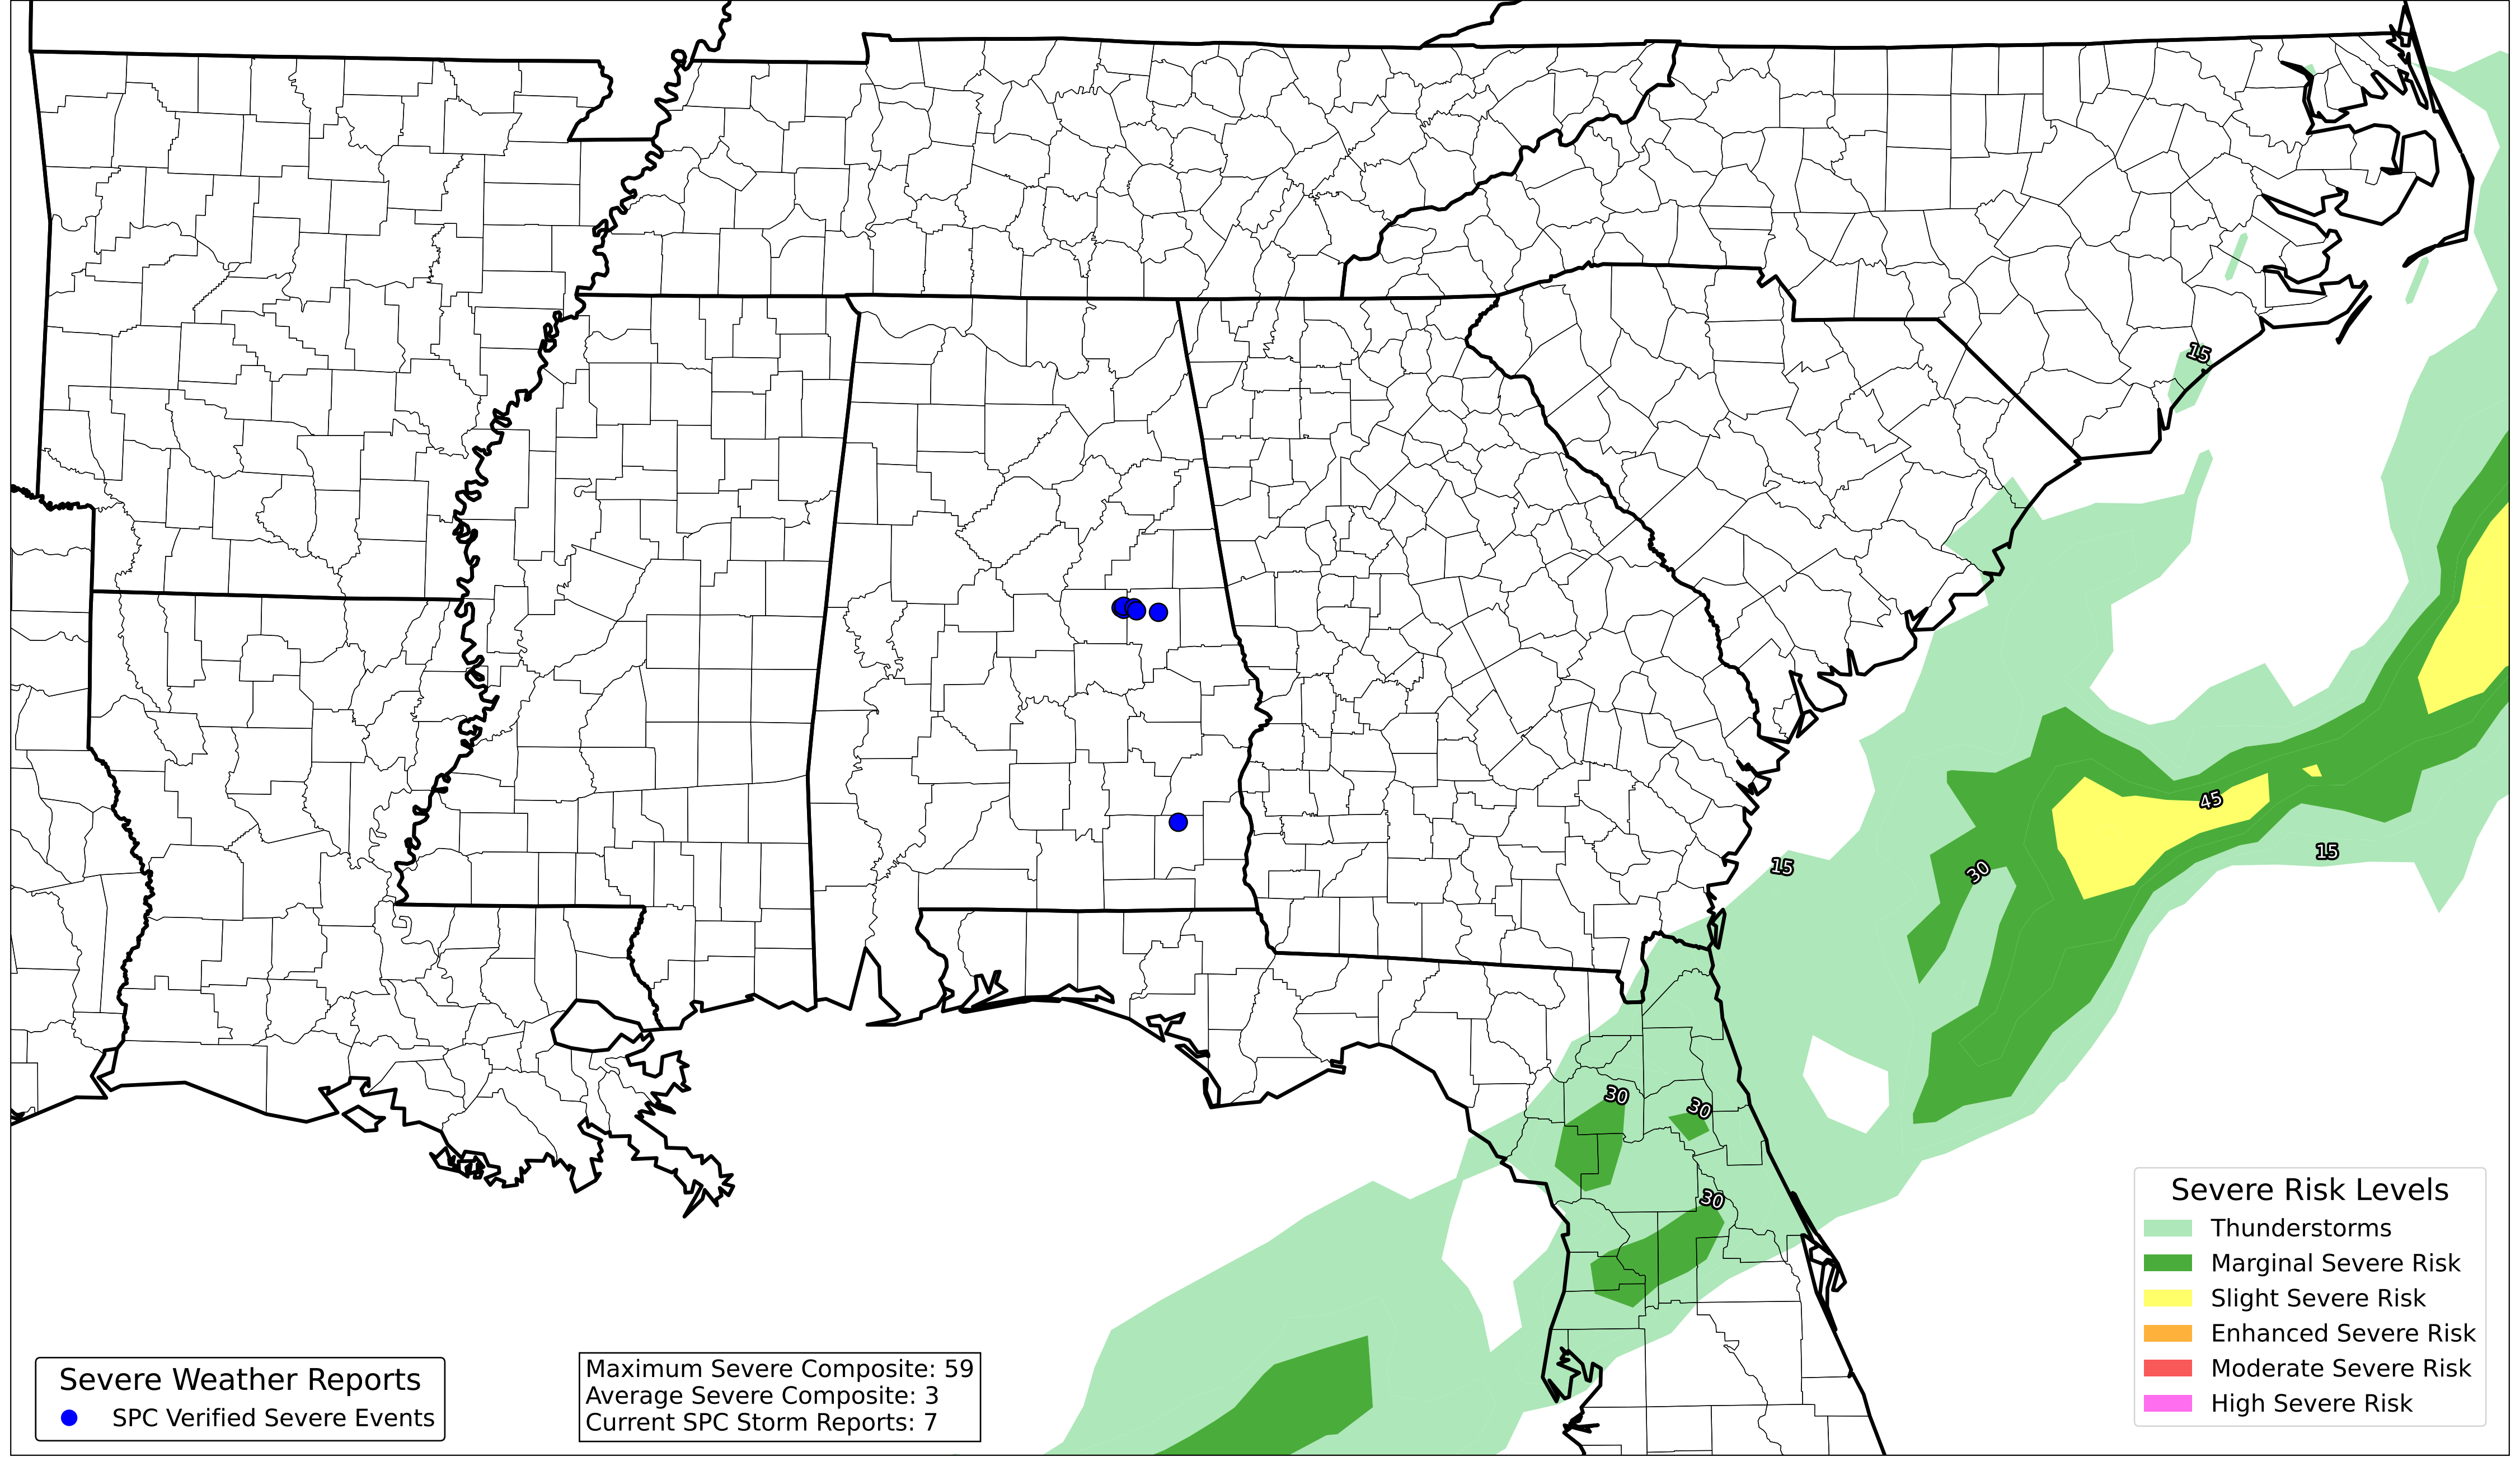 15
45
15
30
15
30
30
30
Severe Weather Reports
SPC Verified Severe Events
Maximum Severe Composite: 59
Average Severe Composite: 3
Current SPC Storm Reports: 7
Severe Risk Levels
Thunderstorms
Marginal Severe Risk
Slight Severe Risk
Enhanced Severe Risk
Moderate Severe Risk
High Severe Risk